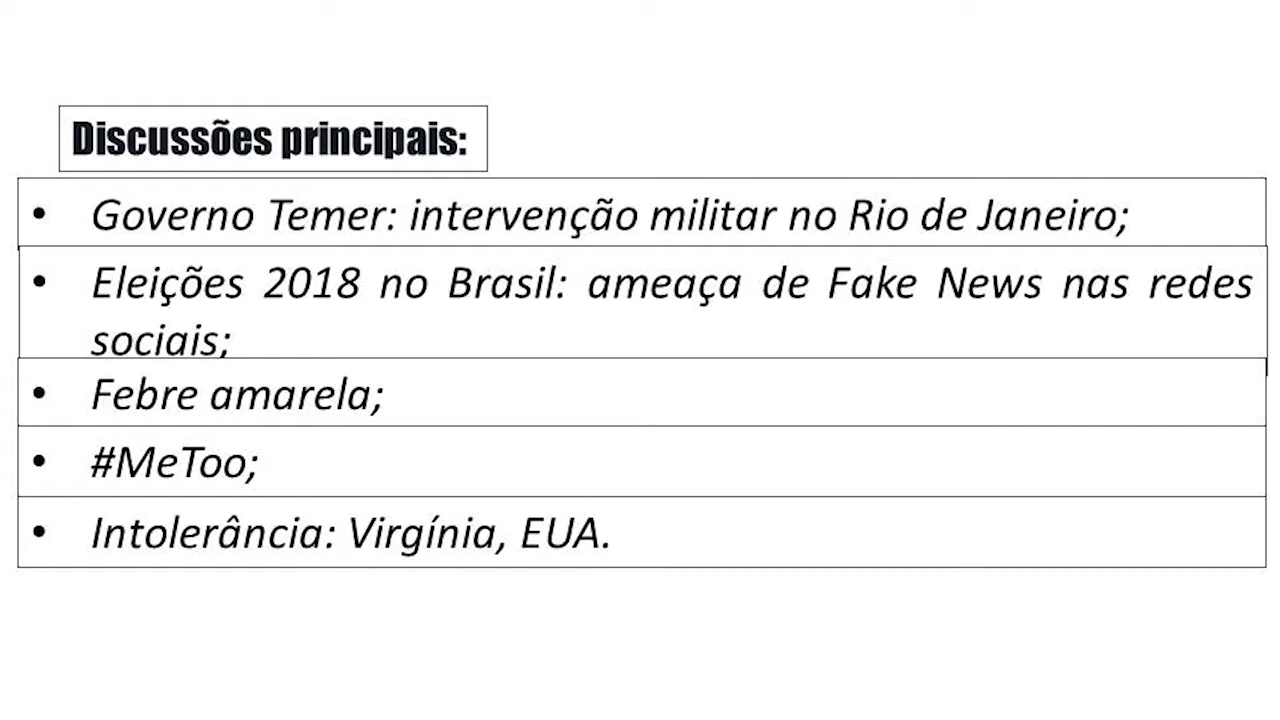 Discussões principais:
• Governo Temer: intervenção militar no Rio de Janeiro;
• Eleições 2018 no Brasil: ameaça de Fake News nas redes
sociais;
• Febre amarela;
• #MeToo;
• Intolerância: Virgínia, EUA.